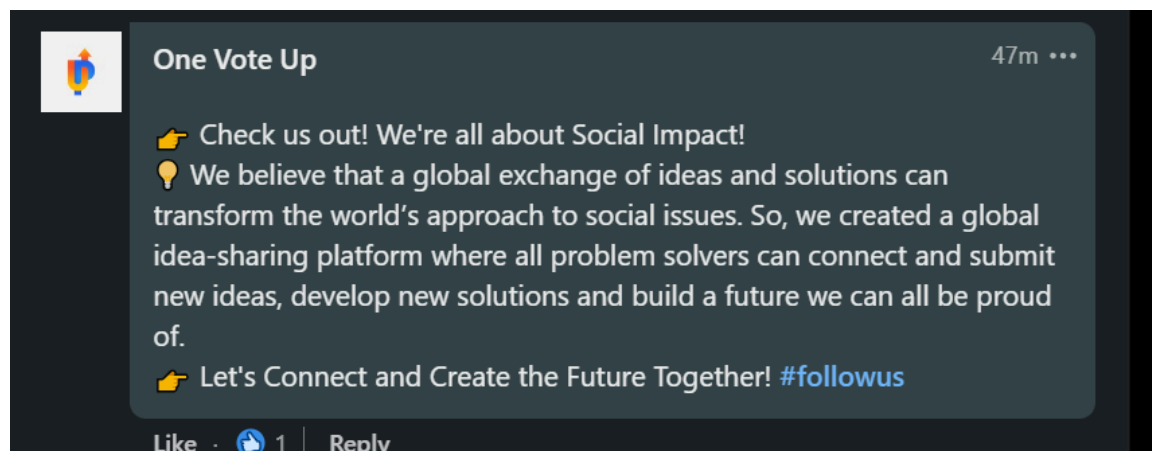 One Vote Up
47m •••
👉 Check us out! We're all about Social Impact!
💡 We believe that a global exchange of ideas and solutions can
transform the world’s approach to social issues. So, we created a global
idea-sharing platform where all problem solvers can connect and submit
new ideas, develop new solutions and build a future we can all be proud
of.
👉 Let's Connect and Create the Future Together! #followus
Like · 👍 1 | Reply